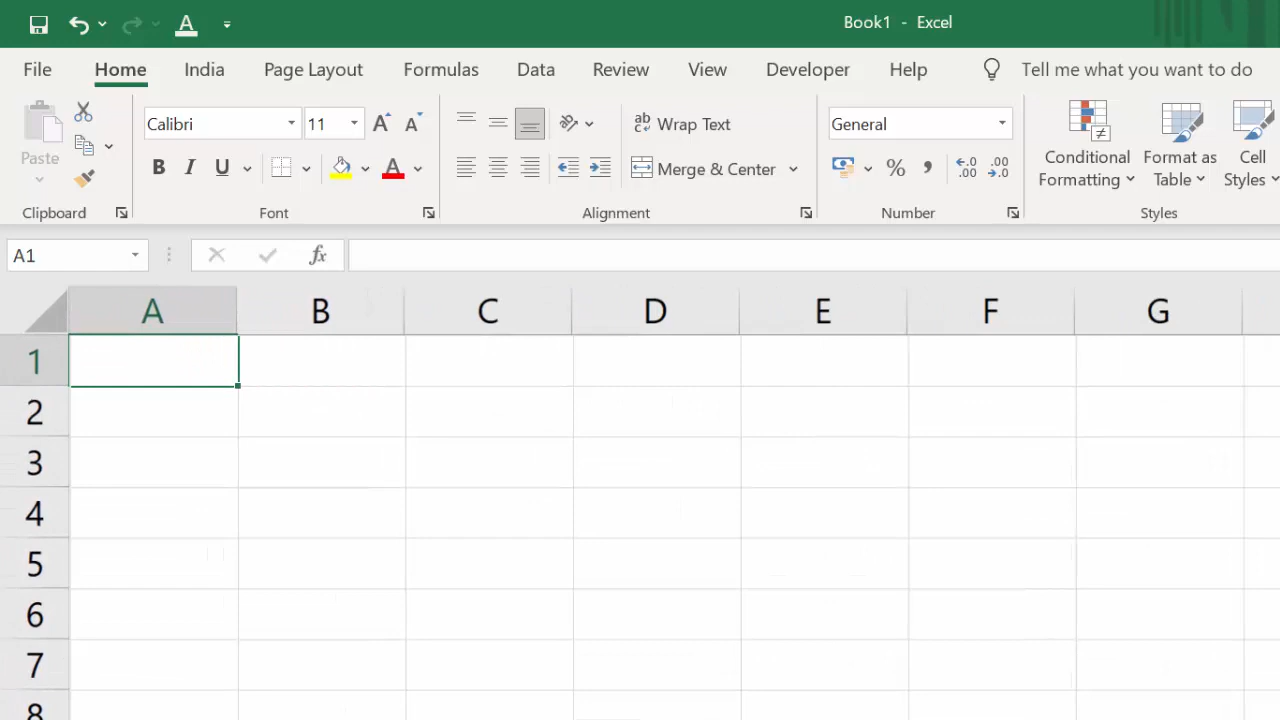 Book1 - Excel
File Home India Page Layout Formulas Data Review View Developer Help Tell me what you want to do
Calibri 11 Wrap Text General
Paste B I U Merge & Center % Conditional Formatting Format as Table Cell Styles
Clipboard Font Alignment Number Styles
A1 fx
A B C D E F G
1
2
3
4
5
6
7
8